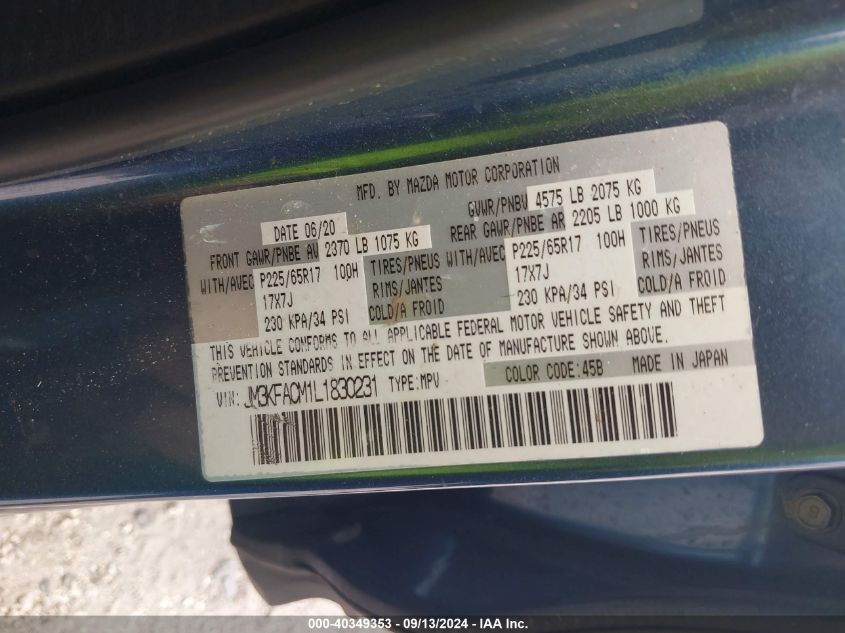 MFD. BY MAZDA MOTOR CORPORATION
DATE 06/20 GVWR/PNBV 4575 LB 2075 KG
FRONT GAWR/PNBE AV 2370 LB 1075 KG REAR GAWR/PNBE AR 2205 LB 1000 KG
WITH/AVEC P225/65R17 100H TIRES/PNEUS WITH/AVEC P225/65R17 100H TIRES/PNEUS
17X7J RIMS/JANTES 17X7J RIMS/JANTES
230 KPA/34 PSI COLD/A FROID 230 KPA/34 PSI COLD/A FROID
THIS VEHICLE CONFORMS TO ALL APPLICABLE FEDERAL MOTOR VEHICLE SAFETY AND THEFT
PREVENTION STANDARDS IN EFFECT ON THE DATE OF MANUFACTURE SHOWN ABOVE.
VIN: JM3KFACM1L1830231 TYPE:MPV COLOR CODE:45B MADE IN JAPAN
000-40349353 - 09/13/2024 - IAA Inc.